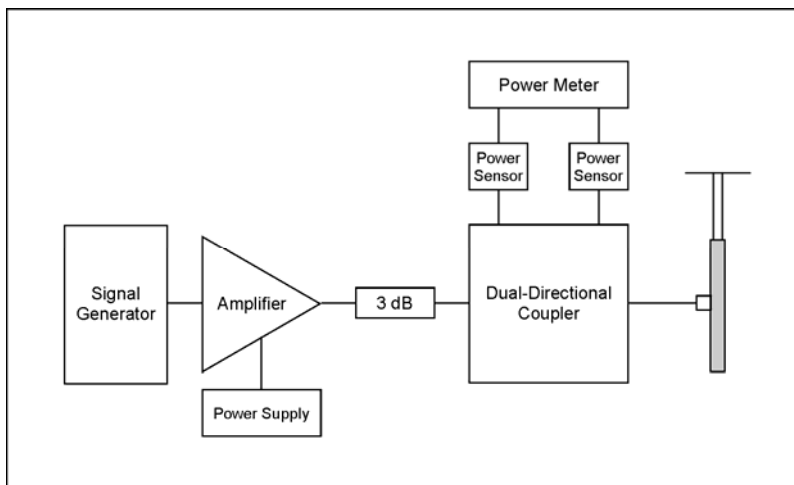 Power Meter
Power
Sensor
Power
Sensor
Signal
Generator
Amplifier
3 dB
Dual-Directional
Coupler
Power Supply